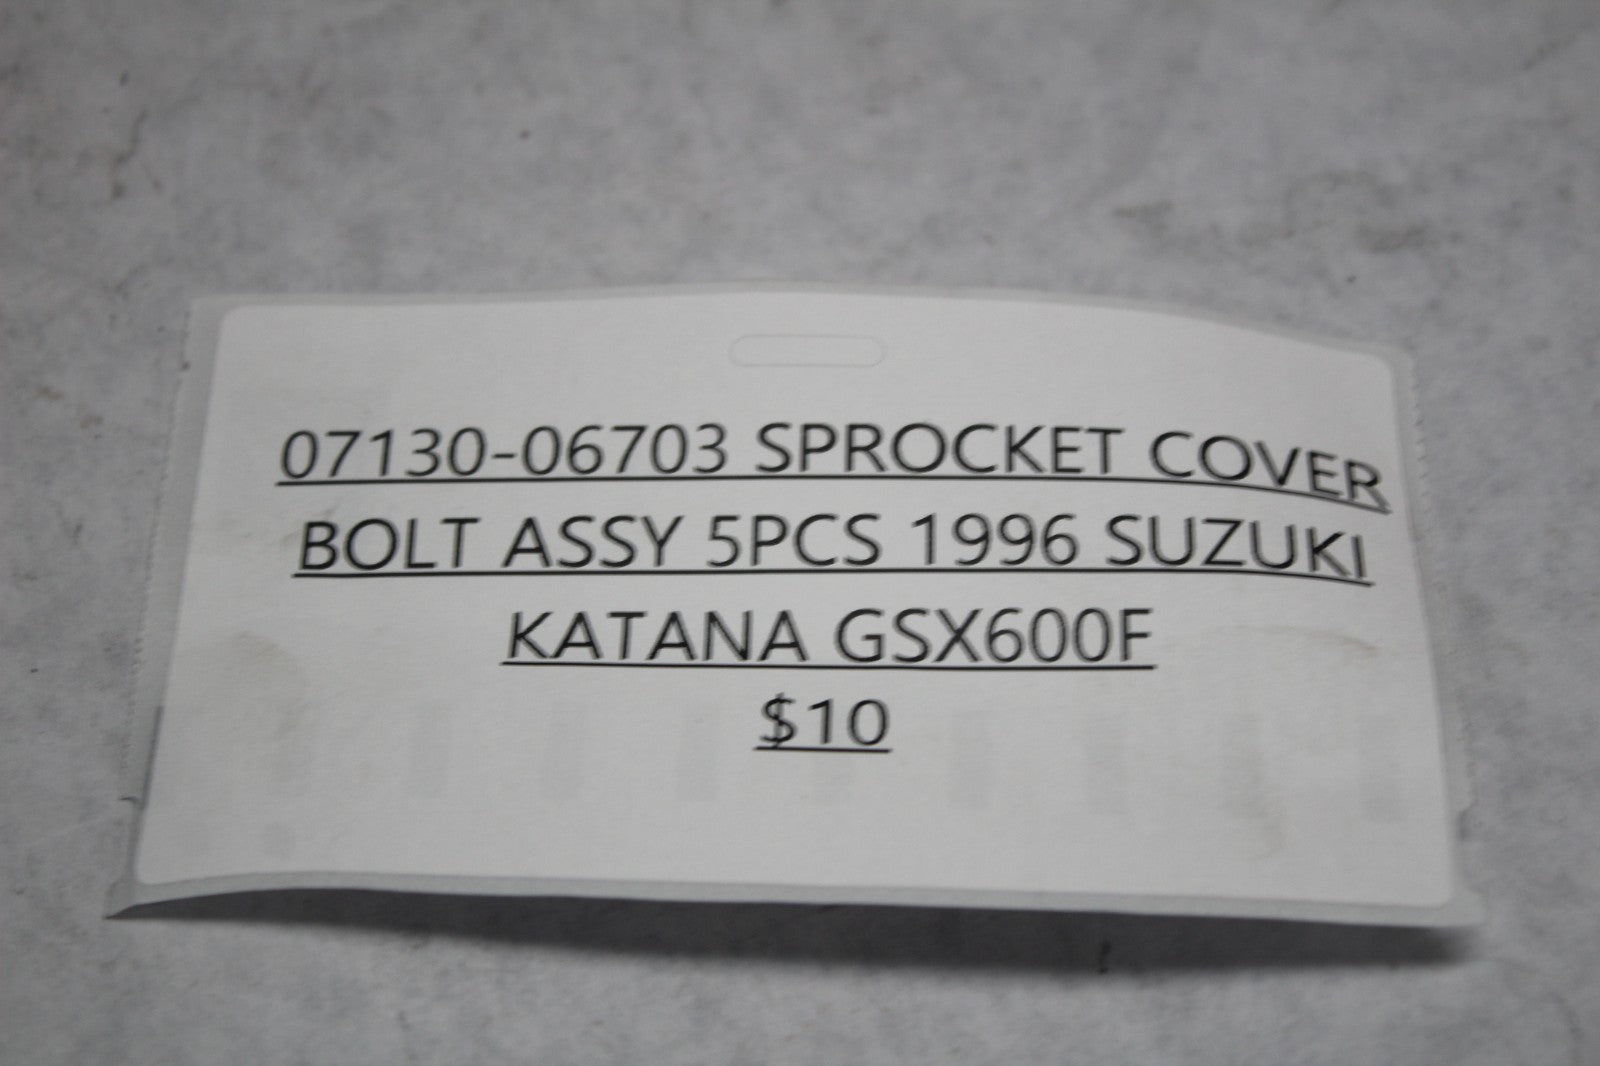 07130-06703 SPROCKET COVER
BOLT ASSY 5PCS 1996 SUZUKI
KATANA GSX600F
$10